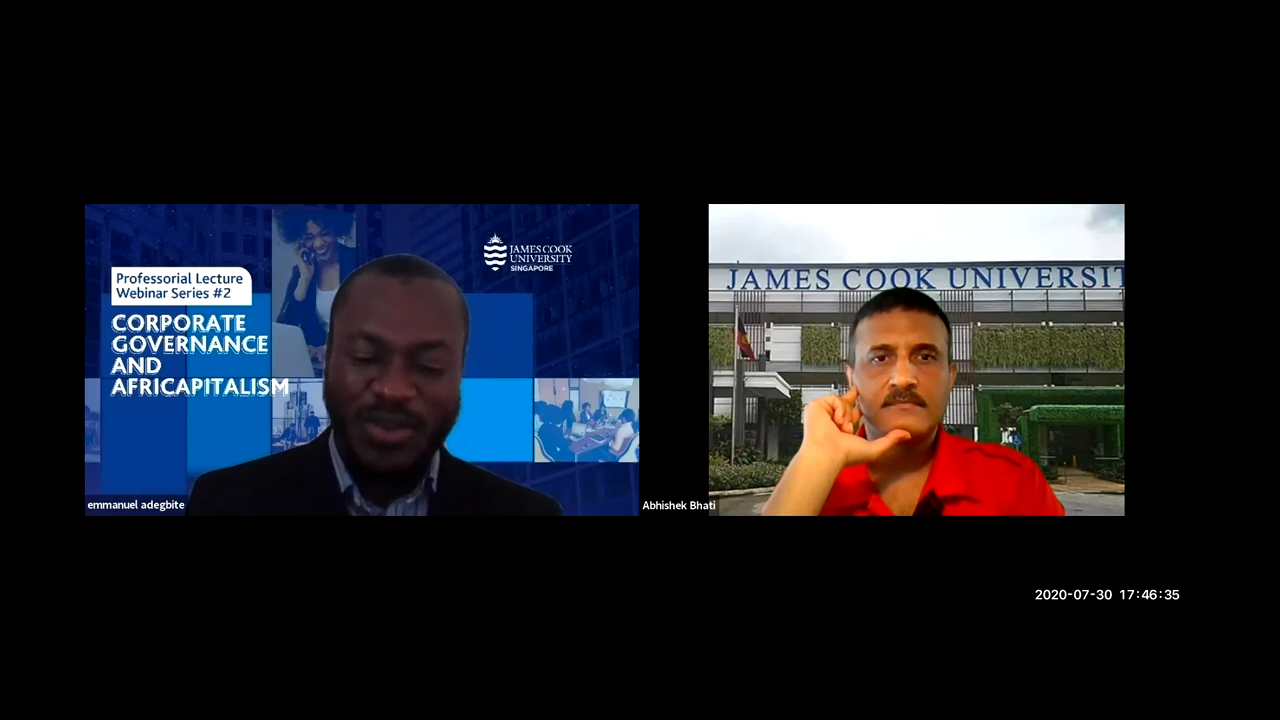 Professorial Lecture
Webinar Series #2
CORPORATE
GOVERNANCE
AND
AFRICAPITALISM
JAMES COOK
UNIVERSITY
SINGAPORE
emmanuel adegbite
JAMES COOK UNIVERSIT
Abhishek Bhati
2020-07-30 17:46:35